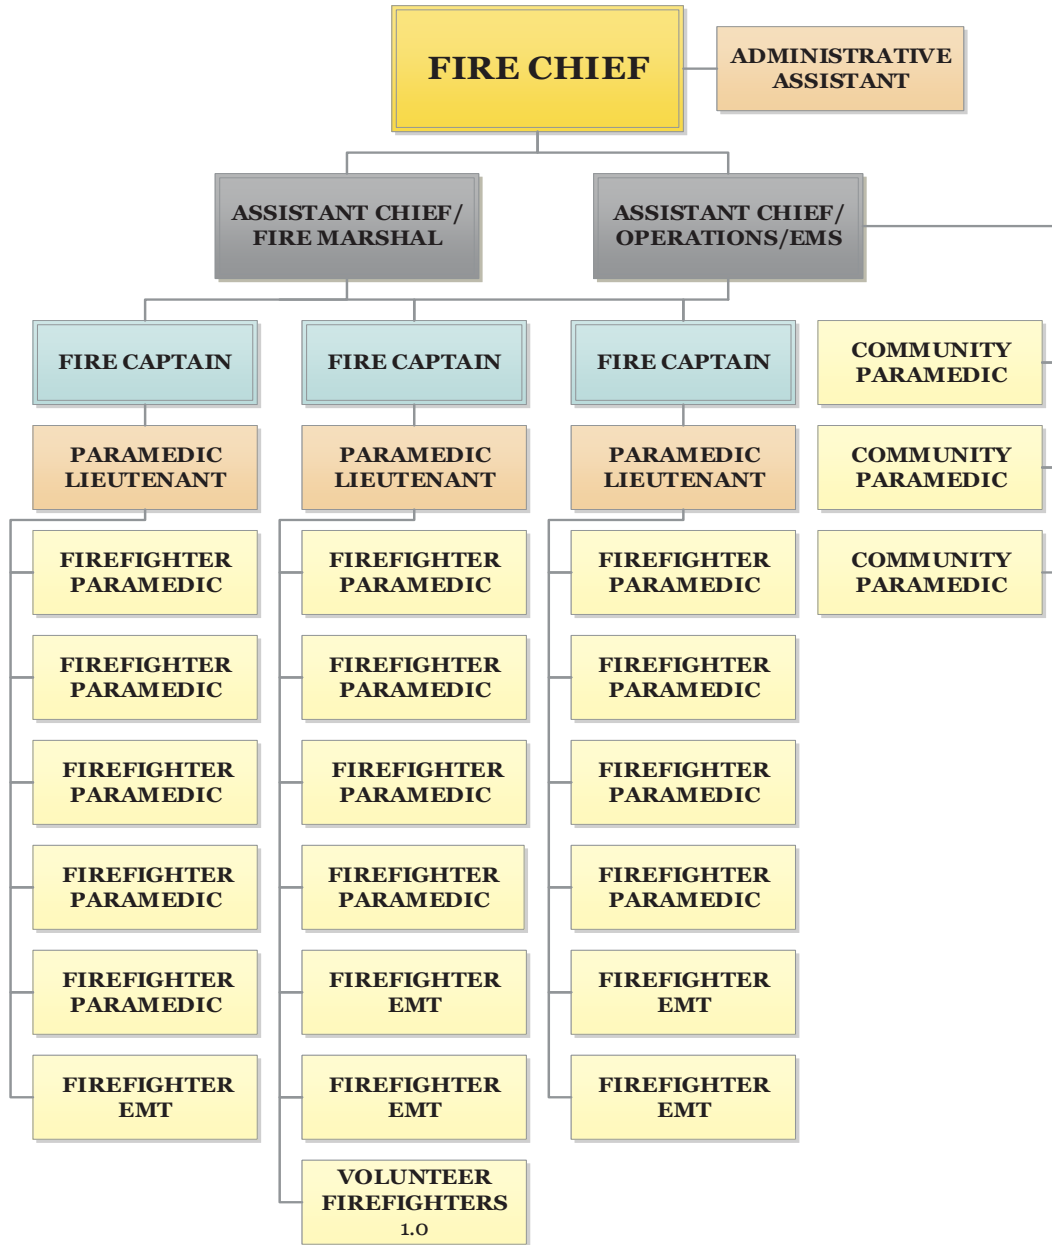 FIRE CHIEF
ADMINISTRATIVE
ASSISTANT
ASSISTANT CHIEF/
FIRE MARSHAL
ASSISTANT CHIEF/
OPERATIONS/EMS
FIRE CAPTAIN
FIRE CAPTAIN
FIRE CAPTAIN
COMMUNITY
PARAMEDIC
PARAMEDIC
LIEUTENANT
PARAMEDIC
LIEUTENANT
PARAMEDIC
LIEUTENANT
COMMUNITY
PARAMEDIC
FIREFIGHTER
PARAMEDIC
FIREFIGHTER
PARAMEDIC
FIREFIGHTER
PARAMEDIC
COMMUNITY
PARAMEDIC
FIREFIGHTER
PARAMEDIC
FIREFIGHTER
PARAMEDIC
FIREFIGHTER
PARAMEDIC
FIREFIGHTER
PARAMEDIC
FIREFIGHTER
PARAMEDIC
FIREFIGHTER
PARAMEDIC
FIREFIGHTER
PARAMEDIC
FIREFIGHTER
PARAMEDIC
FIREFIGHTER
PARAMEDIC
FIREFIGHTER
PARAMEDIC
FIREFIGHTER
EMT
FIREFIGHTER
EMT
FIREFIGHTER
EMT
FIREFIGHTER
EMT
FIREFIGHTER
EMT
VOLUNTEER
FIREFIGHTERS
1.0